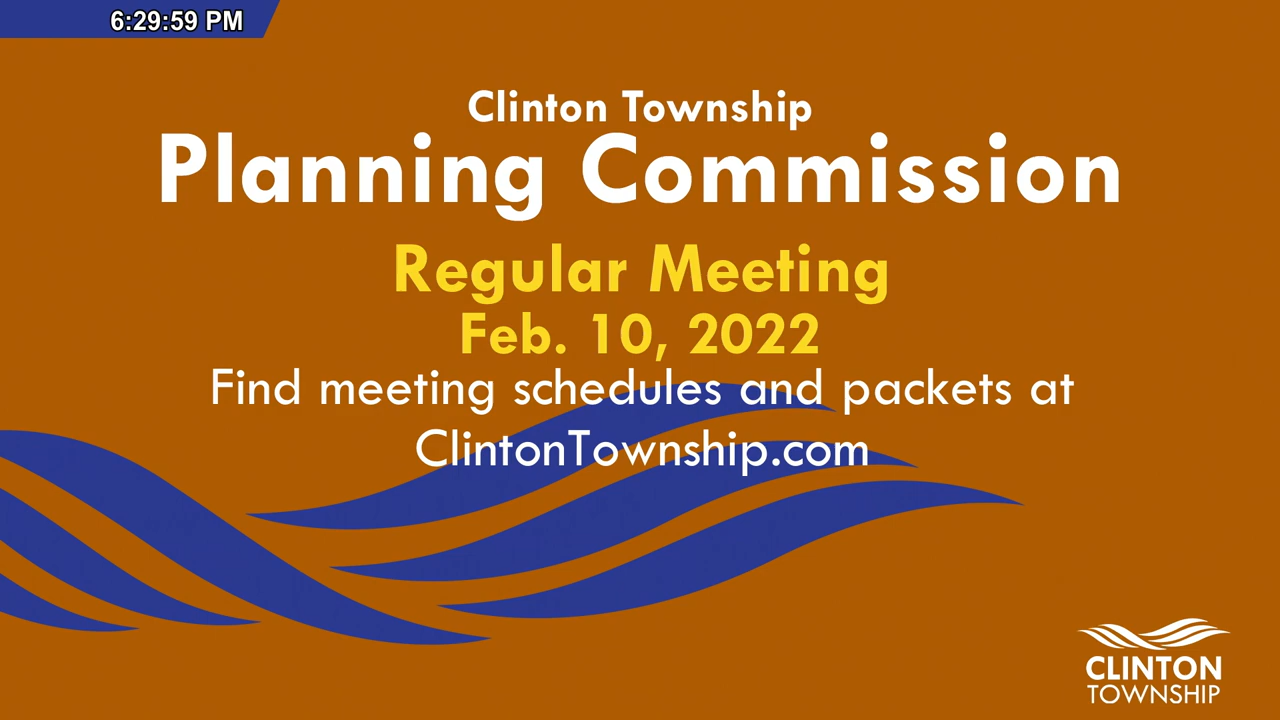 6:29:59 PM
Clinton Township
Planning Commission
Regular Meeting
Feb. 10, 2022
Find meeting schedules and packets at
ClintonTownship.com
CLINTON
TOWNSHIP